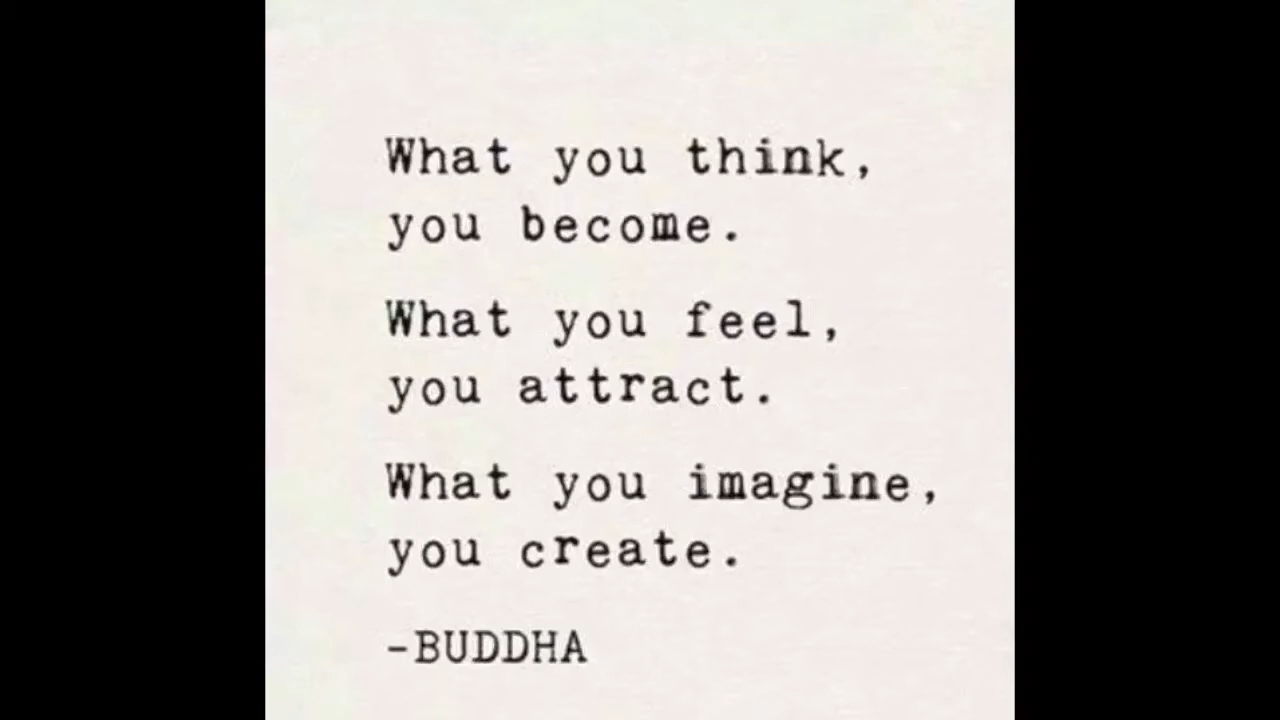 What you think,
you become.
What you feel,
you attract.
What you imagine,
you create.
-BUDDHA